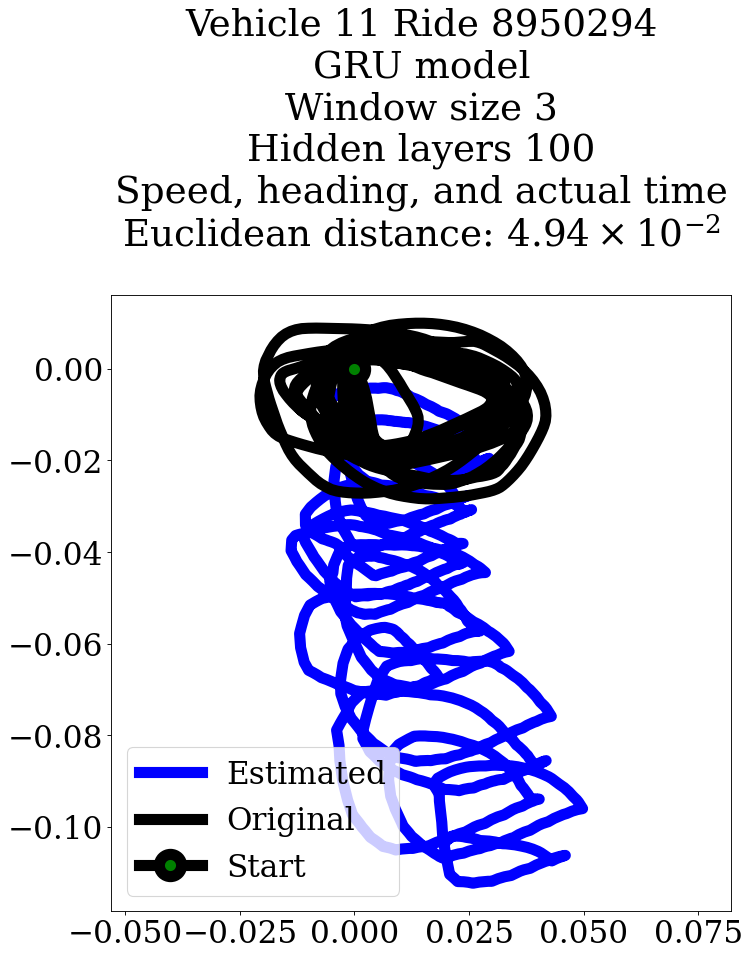 Vehicle 11 Ride 8950294
GRU model
Window size 3
Hidden layers 100
Speed, heading, and actual time
Euclidean distance: 4.94 × 10⁻²
0.00
−0.02
−0.04
−0.06
−0.08
−0.10
Estimated
Original
Start
−0.050 −0.025 0.000 0.025 0.050 0.075